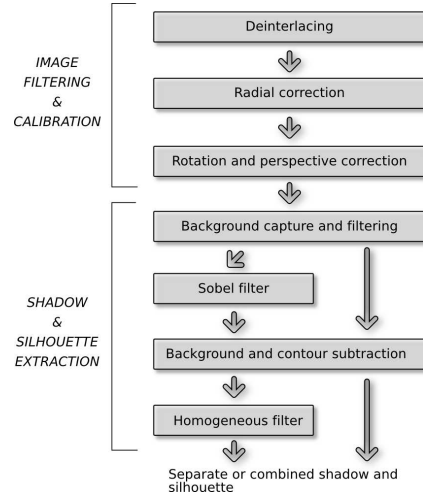 Deinterlacing
IMAGE
FILTERING
&
CALIBRATION
Radial correction
Rotation and perspective correction
Background capture and filtering
Sobel filter
SHADOW
&
SILHOUETTE
EXTRACTION
Background and contour subtraction
Homogeneous filter
Separate or combined shadow and
silhouette